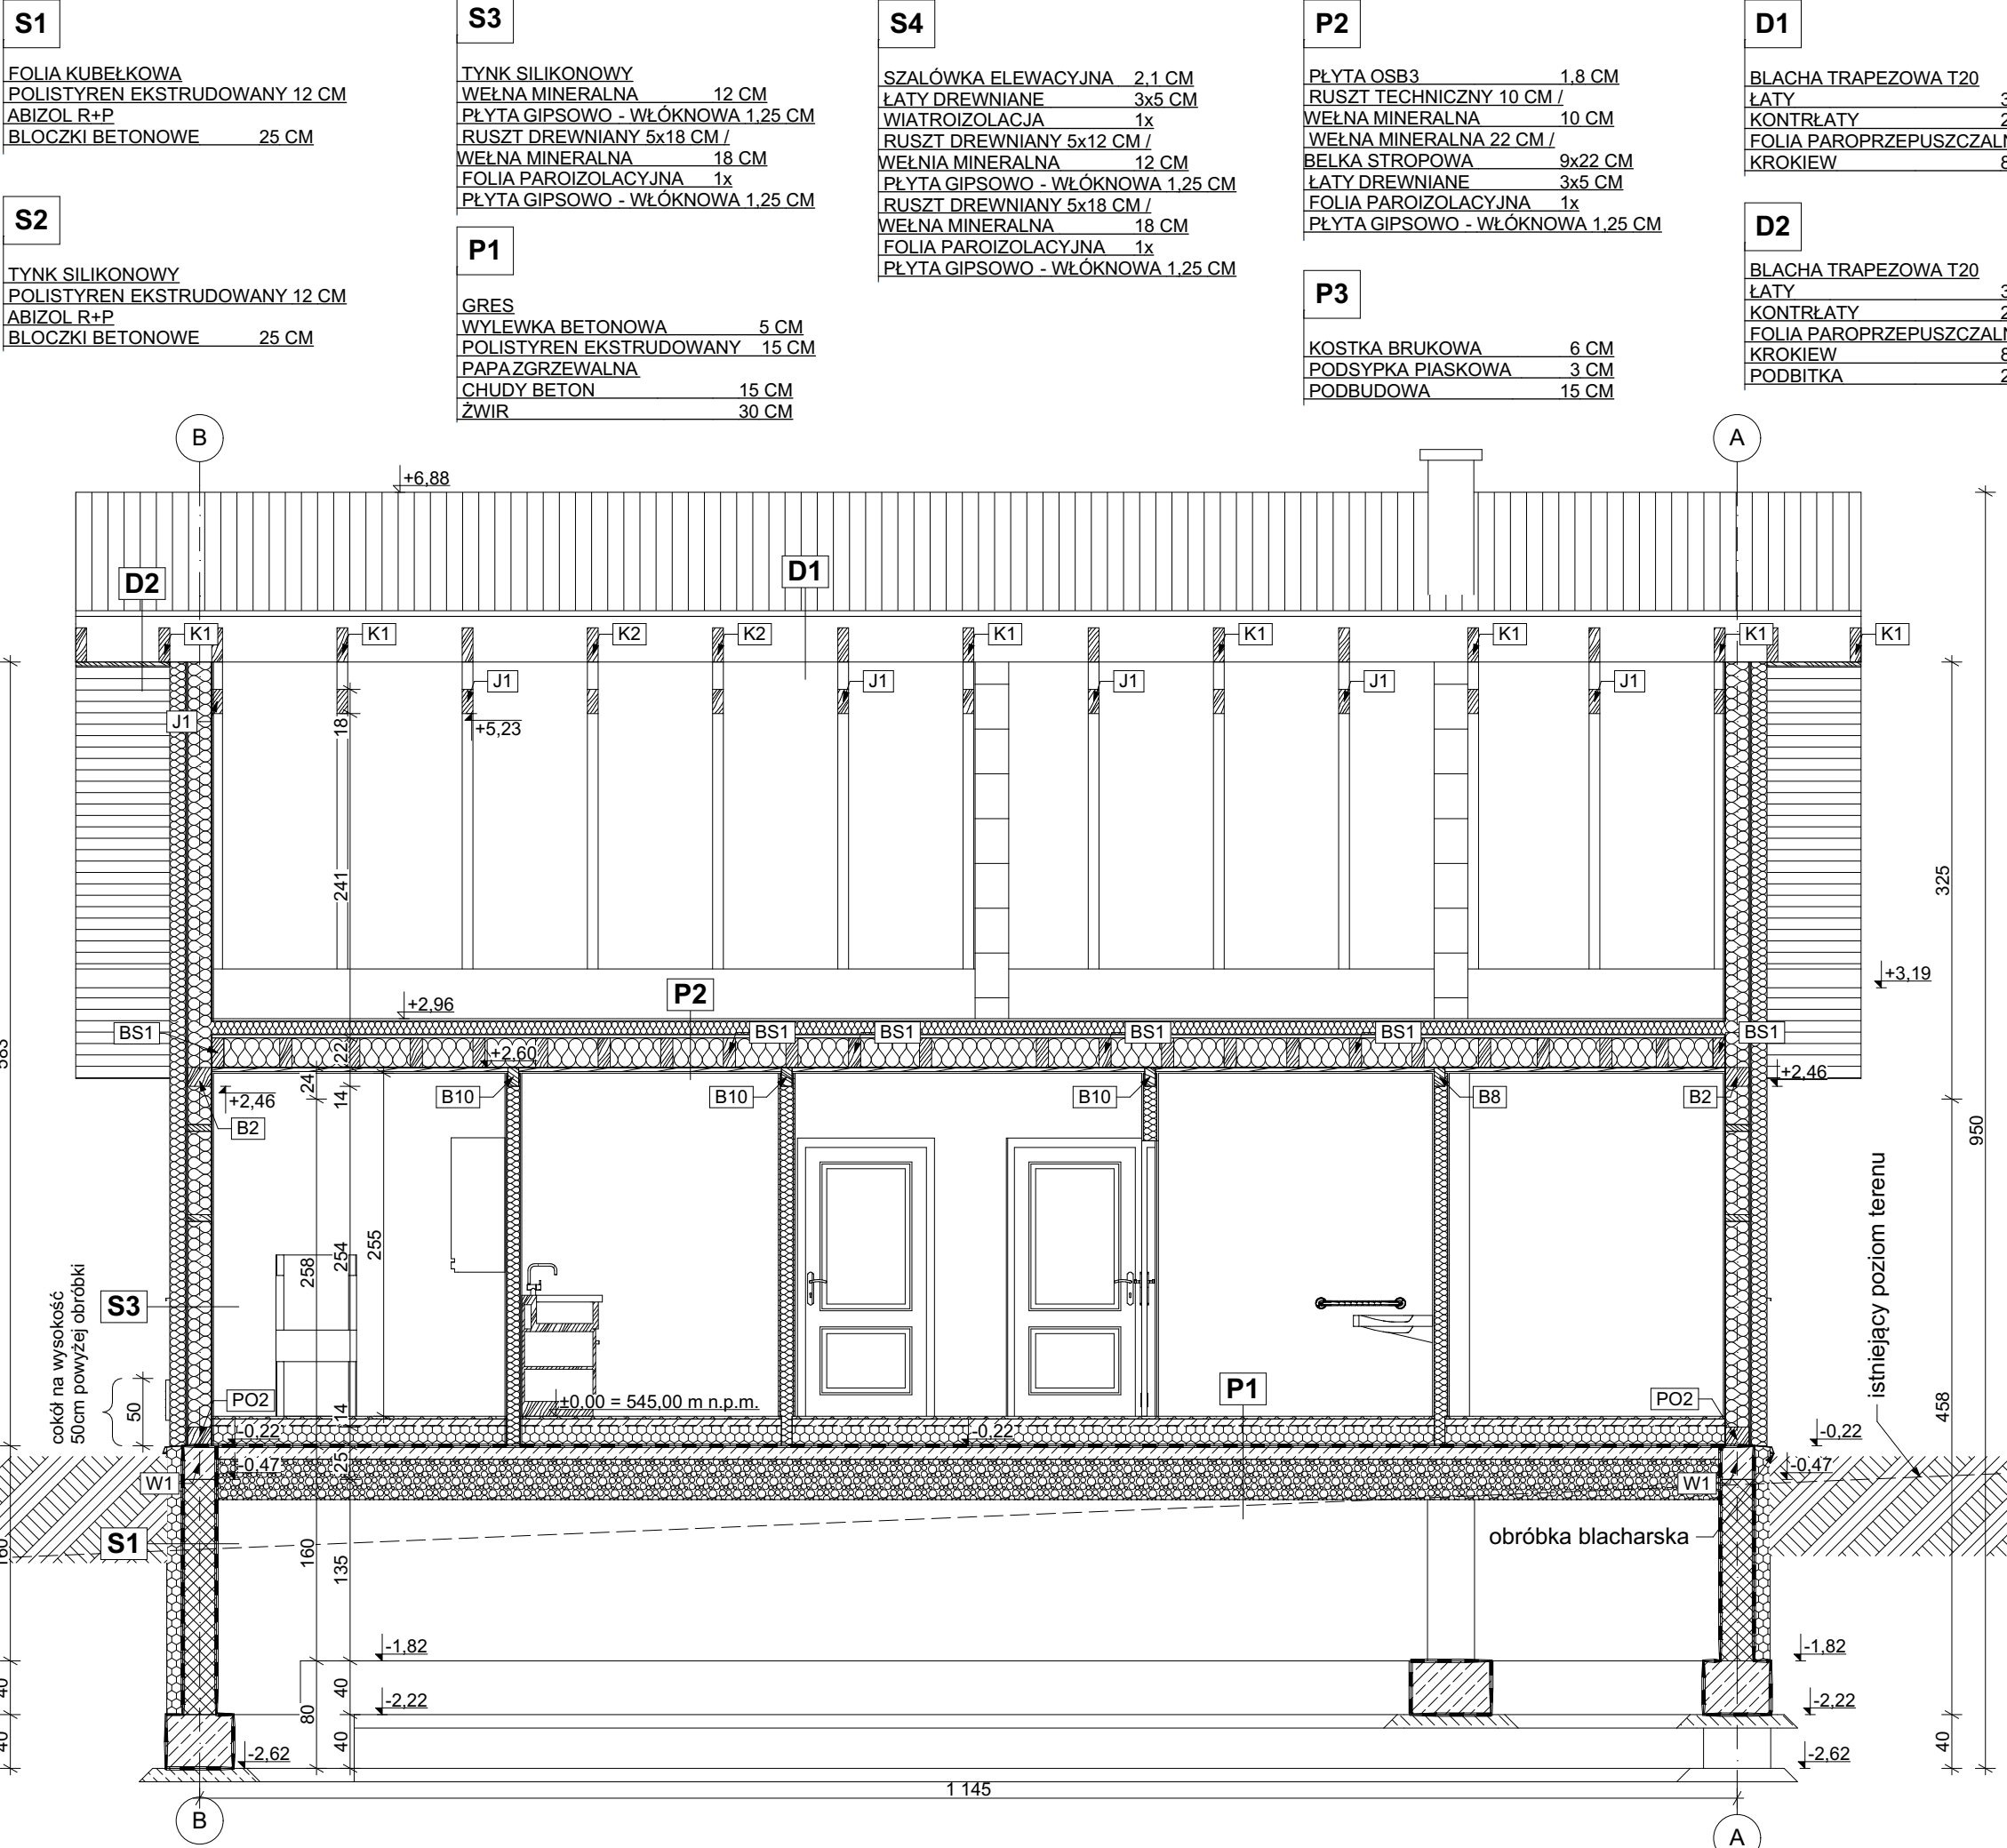 S1
FOLIA KUBEŁKOWA
POLISTYREN EKSTRUDOWANY 12 CM
ABIZOL R+P
BLOCZKI BETONOWE 25 CM
S2
TYNK SILIKONOWY
POLISTYREN EKSTRUDOWANY 12 CM
ABIZOL R+P
BLOCZKI BETONOWE 25 CM
S3
TYNK SILIKONOWY
WEŁNA MINERALNA 12 CM
PŁYTA GIPSOWO - WŁÓKNOWA 1,25 CM
RUSZT DREWNIANY 5x18 CM /
WEŁNA MINERALNA 18 CM
FOLIA PAROIZOLACYJNA 1x
PŁYTA GIPSOWO - WŁÓKNOWA 1,25 CM
P1
GRES
WYLEWKA BETONOWA 5 CM
POLISTYREN EKSTRUDOWANY 15 CM
PAPA ZGRZEWALNA
CHUDY BETON 15 CM
ŻWIR 30 CM
S4
SZALÓWKA ELEWACYJNA 2,1 CM
ŁATY DREWNIANE 3x5 CM
WIATROIZOLACJA 1x
RUSZT DREWNIANY 5x12 CM /
WEŁNIA MINERALNA 12 CM
PŁYTA GIPSOWO - WŁÓKNOWA 1,25 CM
RUSZT DREWNIANY 5x18 CM /
WEŁNA MINERALNA 18 CM
FOLIA PAROIZOLACYJNA 1x
PŁYTA GIPSOWO - WŁÓKNOWA 1,25 CM
P2
PŁYTA OSB3 1,8 CM
RUSZT TECHNICZNY 10 CM /
WEŁNA MINERALNA 10 CM
WEŁNA MINERALNA 22 CM /
BELKA STROPOWA 9x22 CM
ŁATY DREWNIANE 3x5 CM
FOLIA PAROIZOLACYJNA 1x
PŁYTA GIPSOWO - WŁÓKNOWA 1,25 CM
P3
KOSTKA BRUKOWA 6 CM
PODSYPKA PIASKOWA 3 CM
PODBUDOWA 15 CM
D1
BLACHA TRAPEZOWA T20
ŁATY 3
KONTRŁATY 2
FOLIA PAROPRZEPUSZCZALN
KROKIEW 8
D2
BLACHA TRAPEZOWA T20
ŁATY 3
KONTRŁATY 2
FOLIA PAROPRZEPUSZCZALN
KROKIEW 8
PODBITKA 2
B
A
+6,88
D2
D1
K1
K1
K2
K2
K1
K1
K1
K1
K1
J1
J1
J1
J1
J1
J1
18
+5,23
241
325
583
950
+3,19
+2,96
P2
BS1
BS1
BS1
BS1
BS1
BS1
22
+2,60
24
14
+2,46
+2,46
B2
B10
B10
B10
B8
B2
258
254
255
S3
cokół na wysokość
50cm powyżej obróbki
50
PO2
14
±0,00 = 545,00 m n.p.m.
P1
PO2
istniejący poziom terenu
458
-0,22
-0,22
-0,22
-0,47
25
-0,47
W1
W1
S1
obróbka blacharska
160
160
135
-1,82
-1,82
40
40
-2,22
-2,22
80
40
40
40
-2,62
-2,62
1 145
B
A